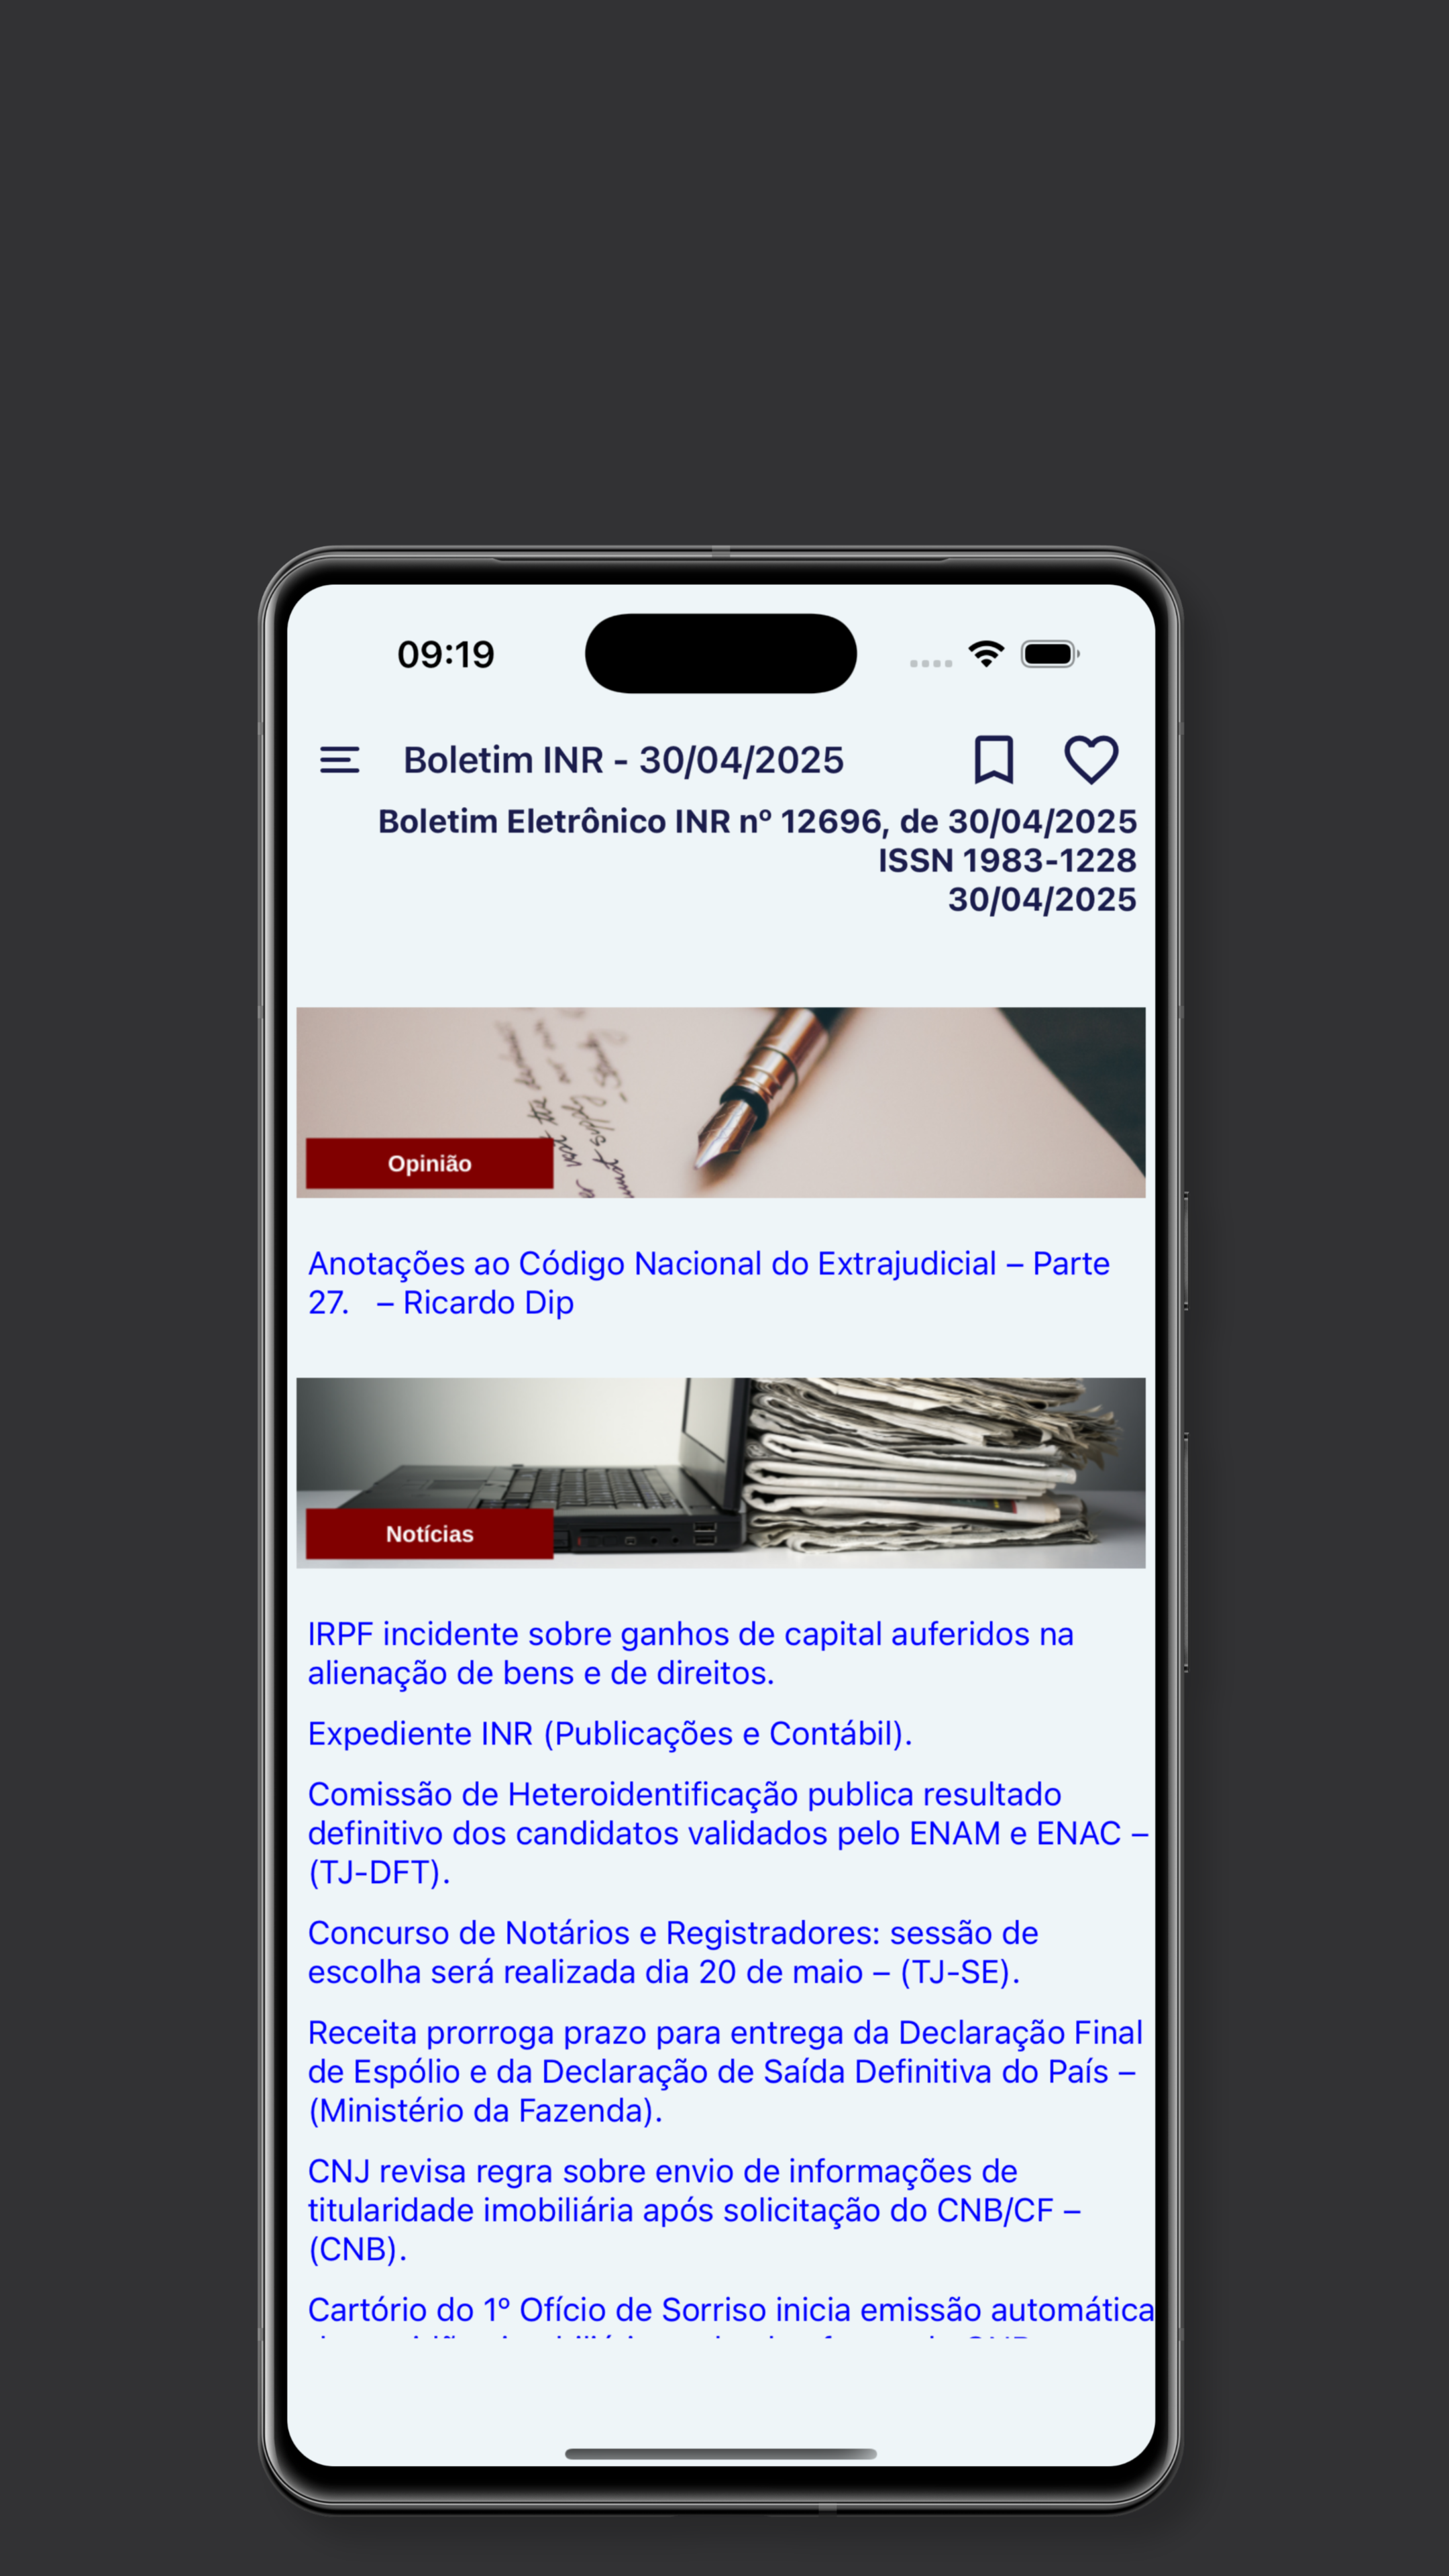 09:19
Boletim INR - 30/04/2025
Boletim Eletrônico INR nº 12696, de 30/04/2025
ISSN 1983-1228
30/04/2025
Opinião
Anotações ao Código Nacional do Extrajudicial – Parte
27.   – Ricardo Dip
Notícias
IRPF incidente sobre ganhos de capital auferidos na
alienação de bens e de direitos.
Expediente INR (Publicações e Contábil).
Comissão de Heteroidentificação publica resultado
definitivo dos candidatos validados pelo ENAM e ENAC –
(TJ-DFT).
Concurso de Notários e Registradores: sessão de
escolha será realizada dia 20 de maio – (TJ-SE).
Receita prorroga prazo para entrega da Declaração Final
de Espólio e da Declaração de Saída Definitiva do País –
(Ministério da Fazenda).
CNJ revisa regra sobre envio de informações de
titularidade imobiliária após solicitação do CNB/CF –
(CNB).
Cartório do 1º Ofício de Sorriso inicia emissão automática